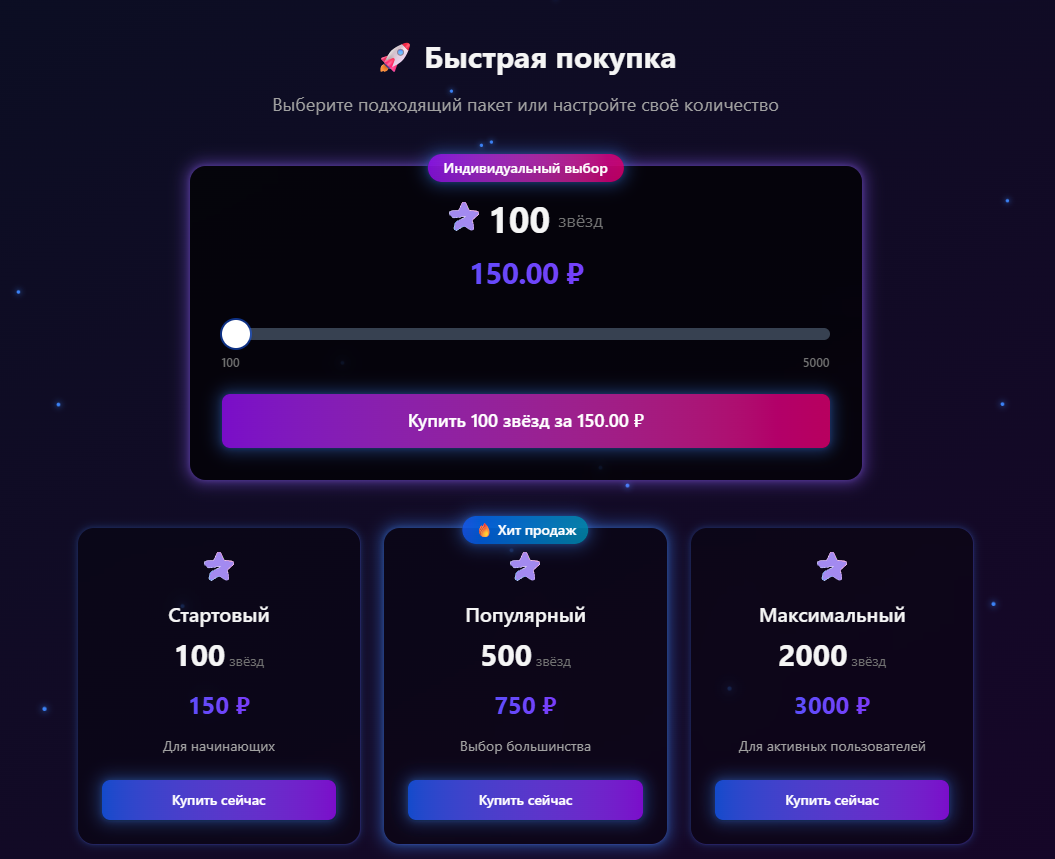 🚀 Быстрая покупка
Выберите подходящий пакет или настройте своё количество
Индивидуальный выбор
100 звёзд
150.00 ₽
100 5000
Купить 100 звёзд за 150.00 ₽
🔥 Хит продаж
Стартовый
100 звёзд
150 ₽
Для начинающих
Купить сейчас
Популярный
500 звёзд
750 ₽
Выбор большинства
Купить сейчас
Максимальный
2000 звёзд
3000 ₽
Для активных пользователей
Купить сейчас